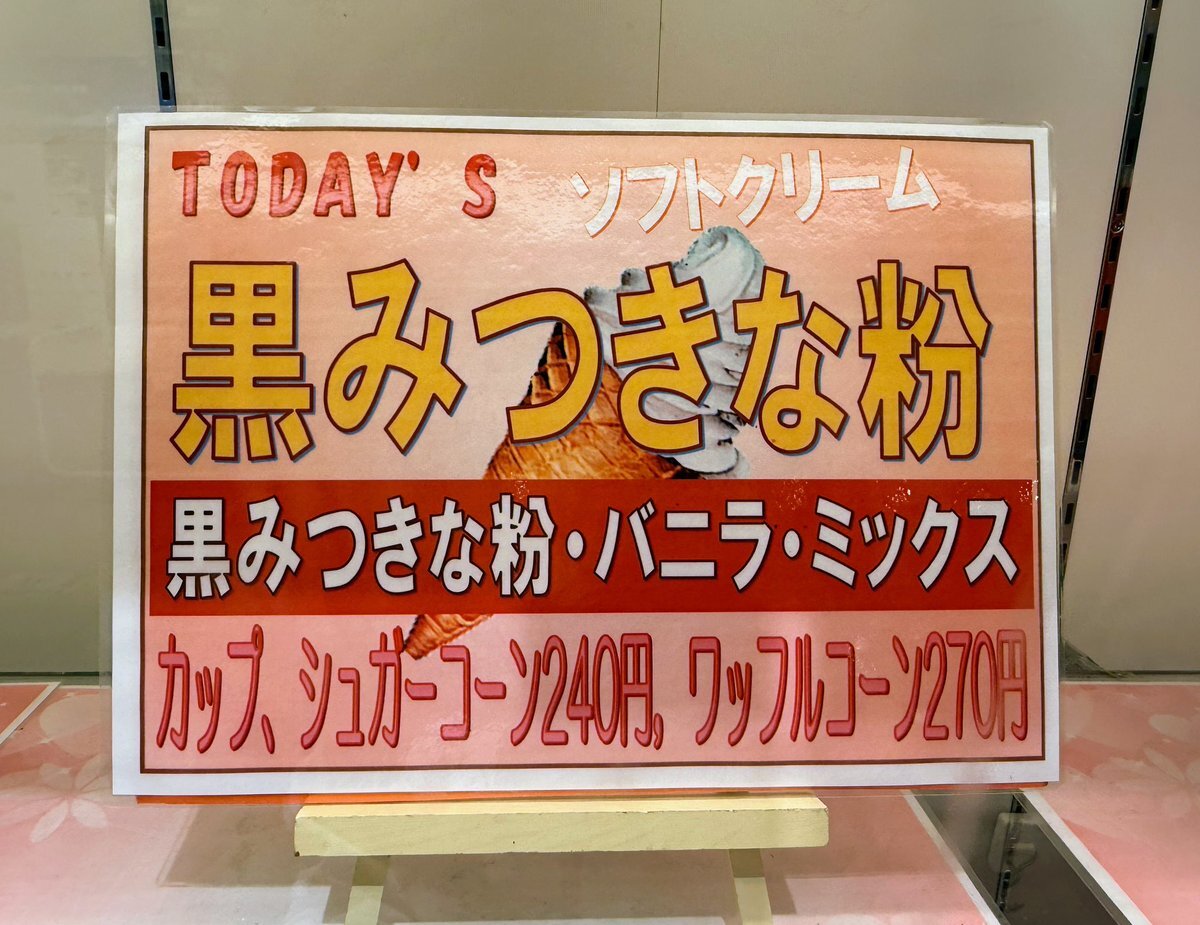 TODAY'S ソフトクリーム
黒みつきな粉
黒みつきな粉・バニラ・ミックス
カップ、シュガーコーン240円, ワッフルコーン270円